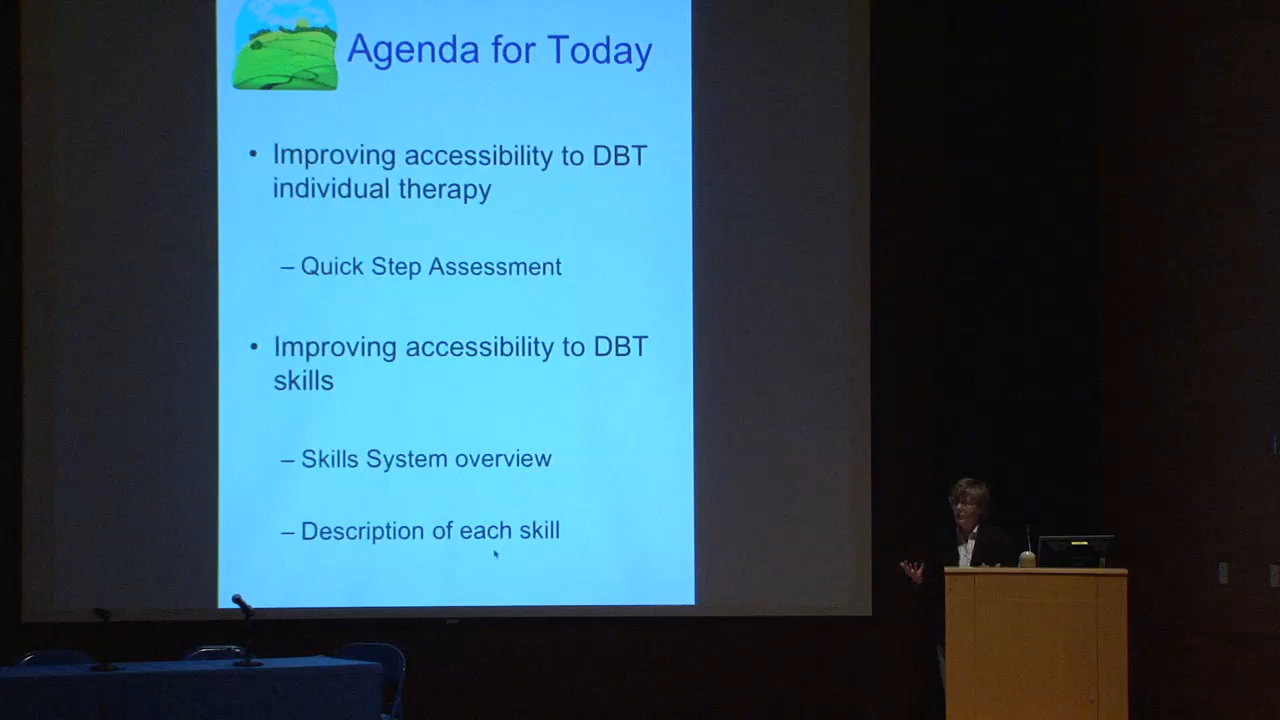 Agenda for Today
• Improving accessibility to DBT
individual therapy
– Quick Step Assessment
• Improving accessibility to DBT
skills
– Skills System overview
– Description of each skill